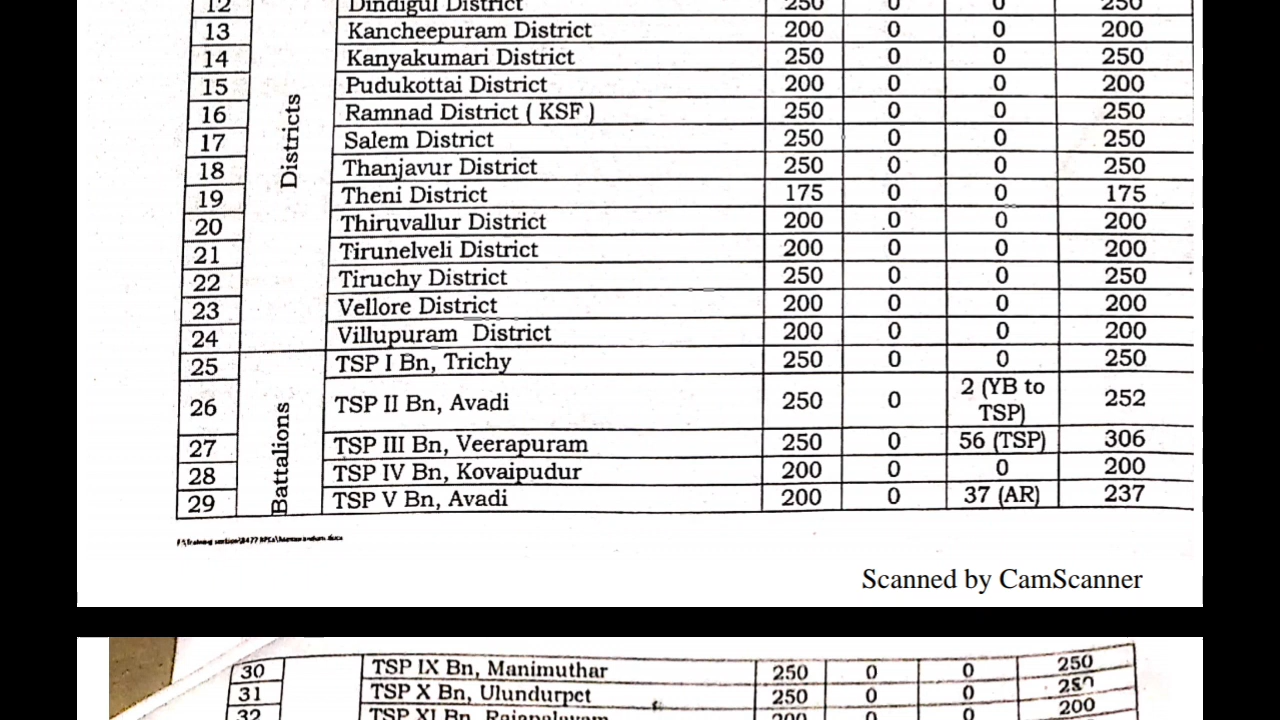 12 Dindigul District 250 0 0 250
13 Kancheepuram District 200 0 0 200
14 Kanyakumari District 250 0 0 250
15 Pudukottai District 200 0 0 200
16 Ramnad District ( KSF ) 250 0 0 250
17 Salem District 250 0 0 250
Districts
18 Thanjavur District 250 0 0 250
19 Theni District 175 0 0 175
20 Thiruvallur District 200 0 0 200
21 Tirunelveli District 200 0 0 200
22 Tiruchy District 250 0 0 250
23 Vellore District 200 0 0 200
24 Villupuram District 200 0 0 200
25 TSP I Bn, Trichy 250 0 0 250
26 TSP II Bn, Avadi 250 0 2 (YB to
TSP) 252
Battalions
27 TSP III Bn, Veerapuram 250 0 56 (TSP) 306
28 TSP IV Bn, Kovaipudur 200 0 0 200
29 TSP V Bn, Avadi 200 0 37 (AR) 237
Scanned by CamScanner
30 TSP IX Bn, Manimuthar 250 0 0 250
31 TSP X Bn, Ulundurpet 250 0 0 250
32 TSP XI Bn, Rajapalayam 200 0 0 200